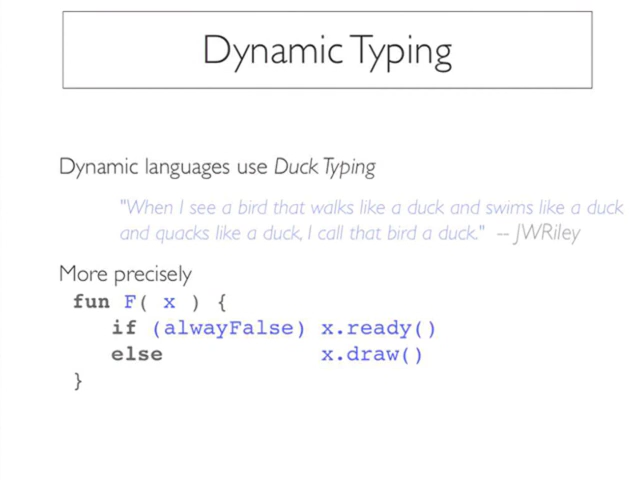 Dynamic Typing
Dynamic languages use Duck Typing
"When I see a bird that walks like a duck and swims like a duck
and quacks like a duck, I call that bird a duck." -- JWRiley
More precisely
fun F( x ) {
if (alwayFalse) x.ready()
else x.draw()
}